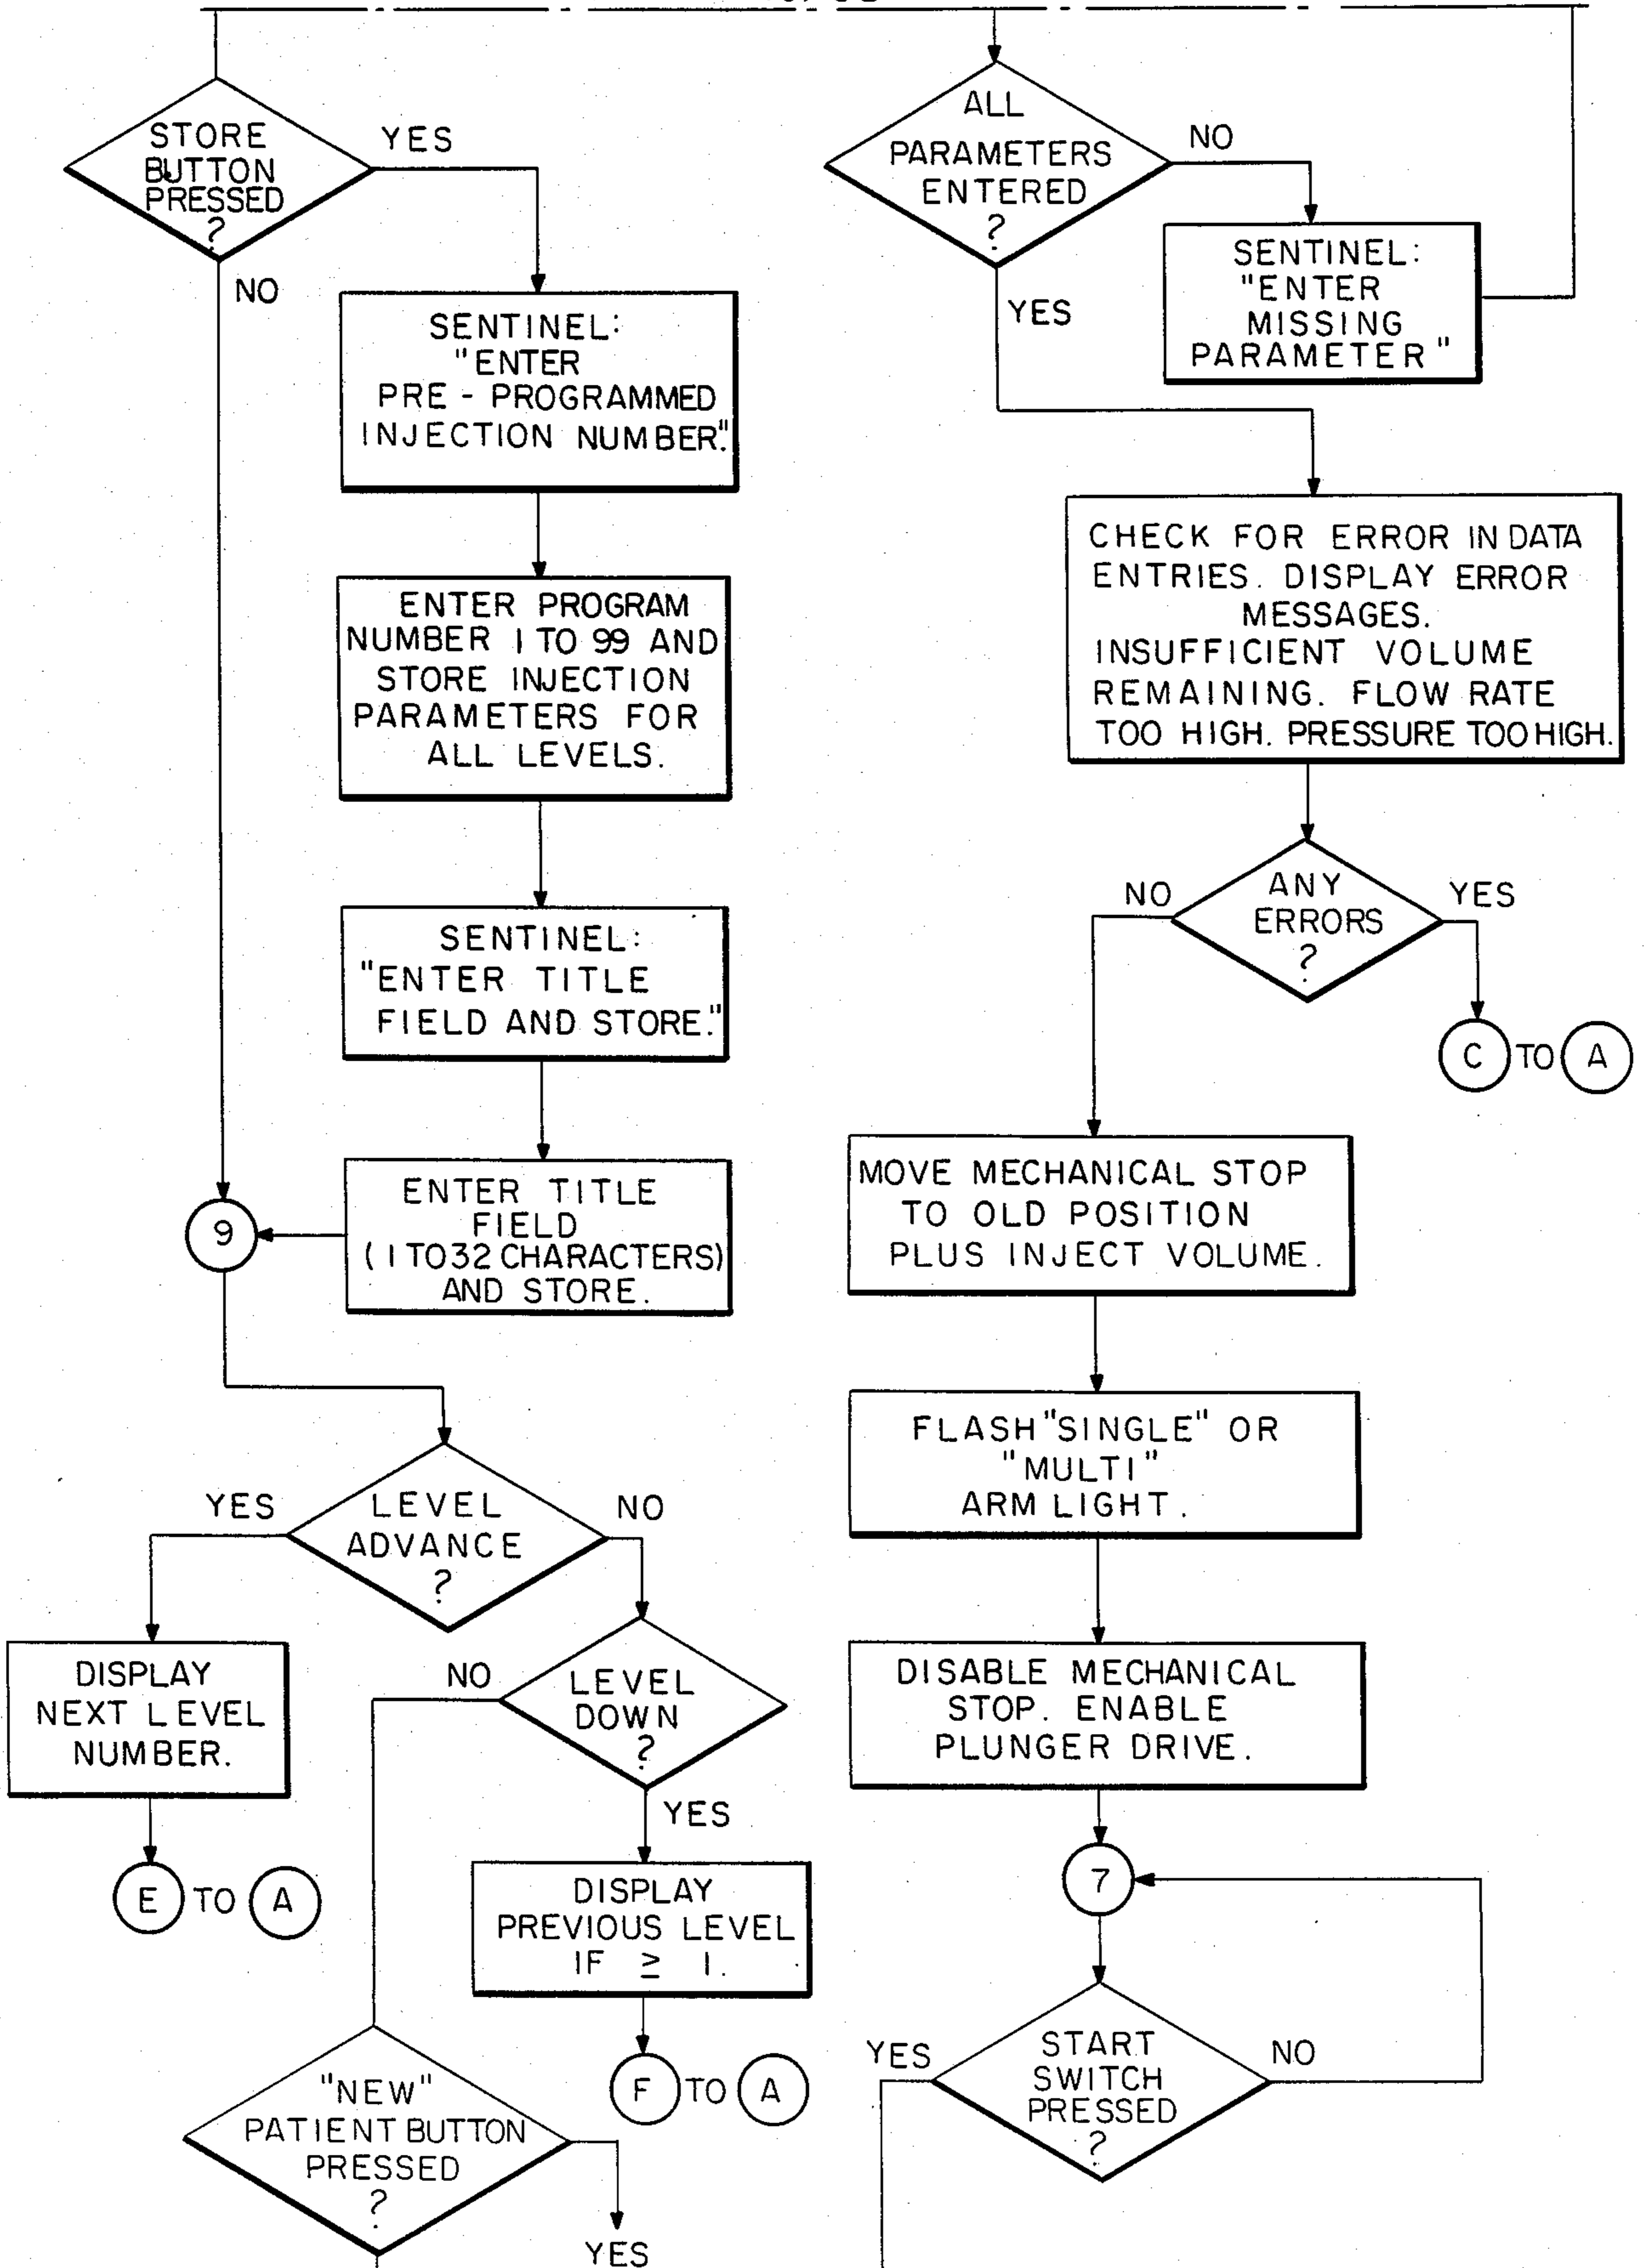 STORE
BUTTON
PRESSED
?
YES
NO
SENTINEL:
"ENTER
PRE - PROGRAMMED
INJECTION NUMBER."
ENTER PROGRAM
NUMBER 1 TO 99 AND
STORE INJECTION
PARAMETERS FOR
ALL LEVELS.
SENTINEL:
"ENTER TITLE
FIELD AND STORE."
ENTER TITLE
FIELD
(1 TO 32 CHARACTERS)
AND STORE.
9
LEVEL
ADVANCE
?
YES
NO
DISPLAY
NEXT LEVEL
NUMBER.
E TO A
LEVEL
DOWN
?
NO
YES
DISPLAY
PREVIOUS LEVEL
IF ≥ 1.
F TO A
"NEW"
PATIENT BUTTON
PRESSED
?
YES
ALL
PARAMETERS
ENTERED
?
NO
YES
SENTINEL:
"ENTER
MISSING
PARAMETER"
CHECK FOR ERROR IN DATA
ENTRIES. DISPLAY ERROR
MESSAGES.
INSUFFICIENT VOLUME
REMAINING. FLOW RATE
TOO HIGH. PRESSURE TOO HIGH.
ANY
ERRORS
?
NO
YES
C TO A
MOVE MECHANICAL STOP
TO OLD POSITION
PLUS INJECT VOLUME.
FLASH "SINGLE" OR
"MULTI"
ARM LIGHT.
DISABLE MECHANICAL
STOP. ENABLE
PLUNGER DRIVE.
7
START
SWITCH
PRESSED
?
YES
NO